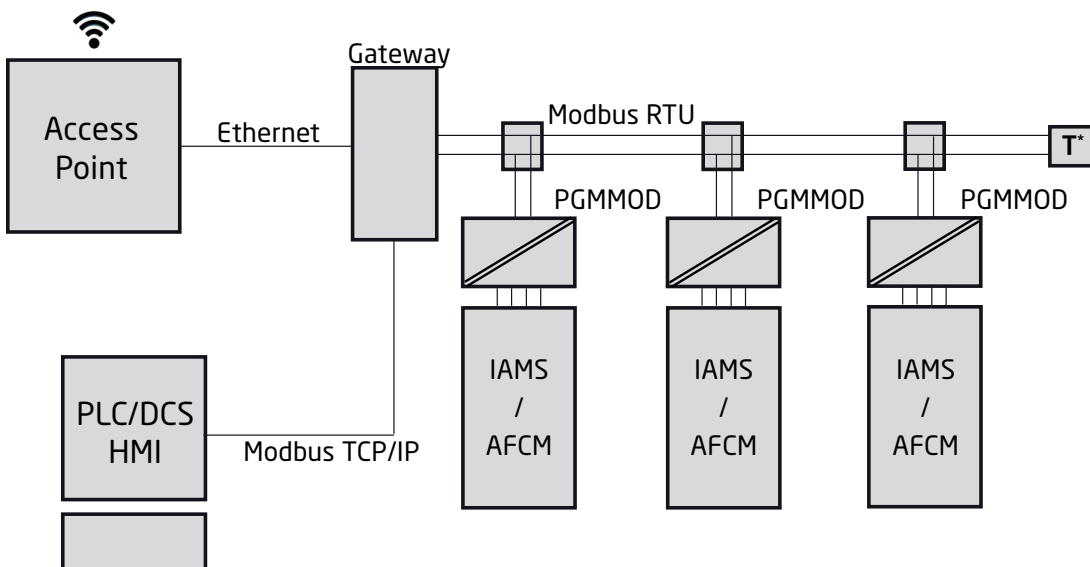 Gateway
Access
Point
Ethernet
Modbus RTU
T*
PGMMOD
PGMMOD
PGMMOD
IAMS
/
AFCM
IAMS
/
AFCM
IAMS
/
AFCM
PLC/DCS
HMI
Modbus TCP/IP